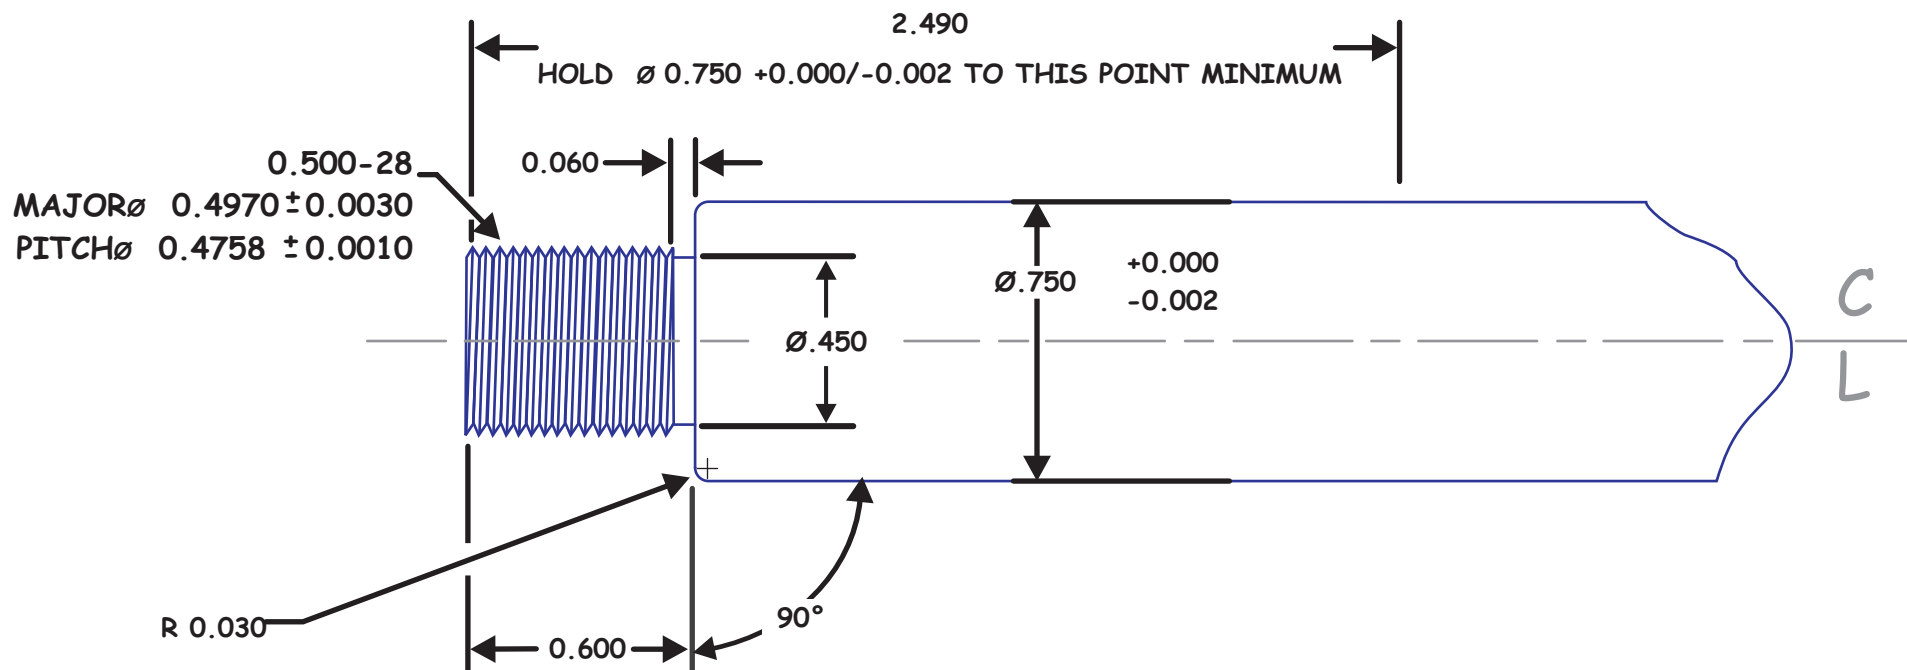 2.490
HOLD ø 0.750 +0.000/-0.002 TO THIS POINT MINIMUM
0.500-28
0.060
MAJORø 0.4970 ±0.0030
PITCHø 0.4758 ±0.0010
Ø.750
+0.000
-0.002
Ø.450
C
L
R 0.030
0.600
90°